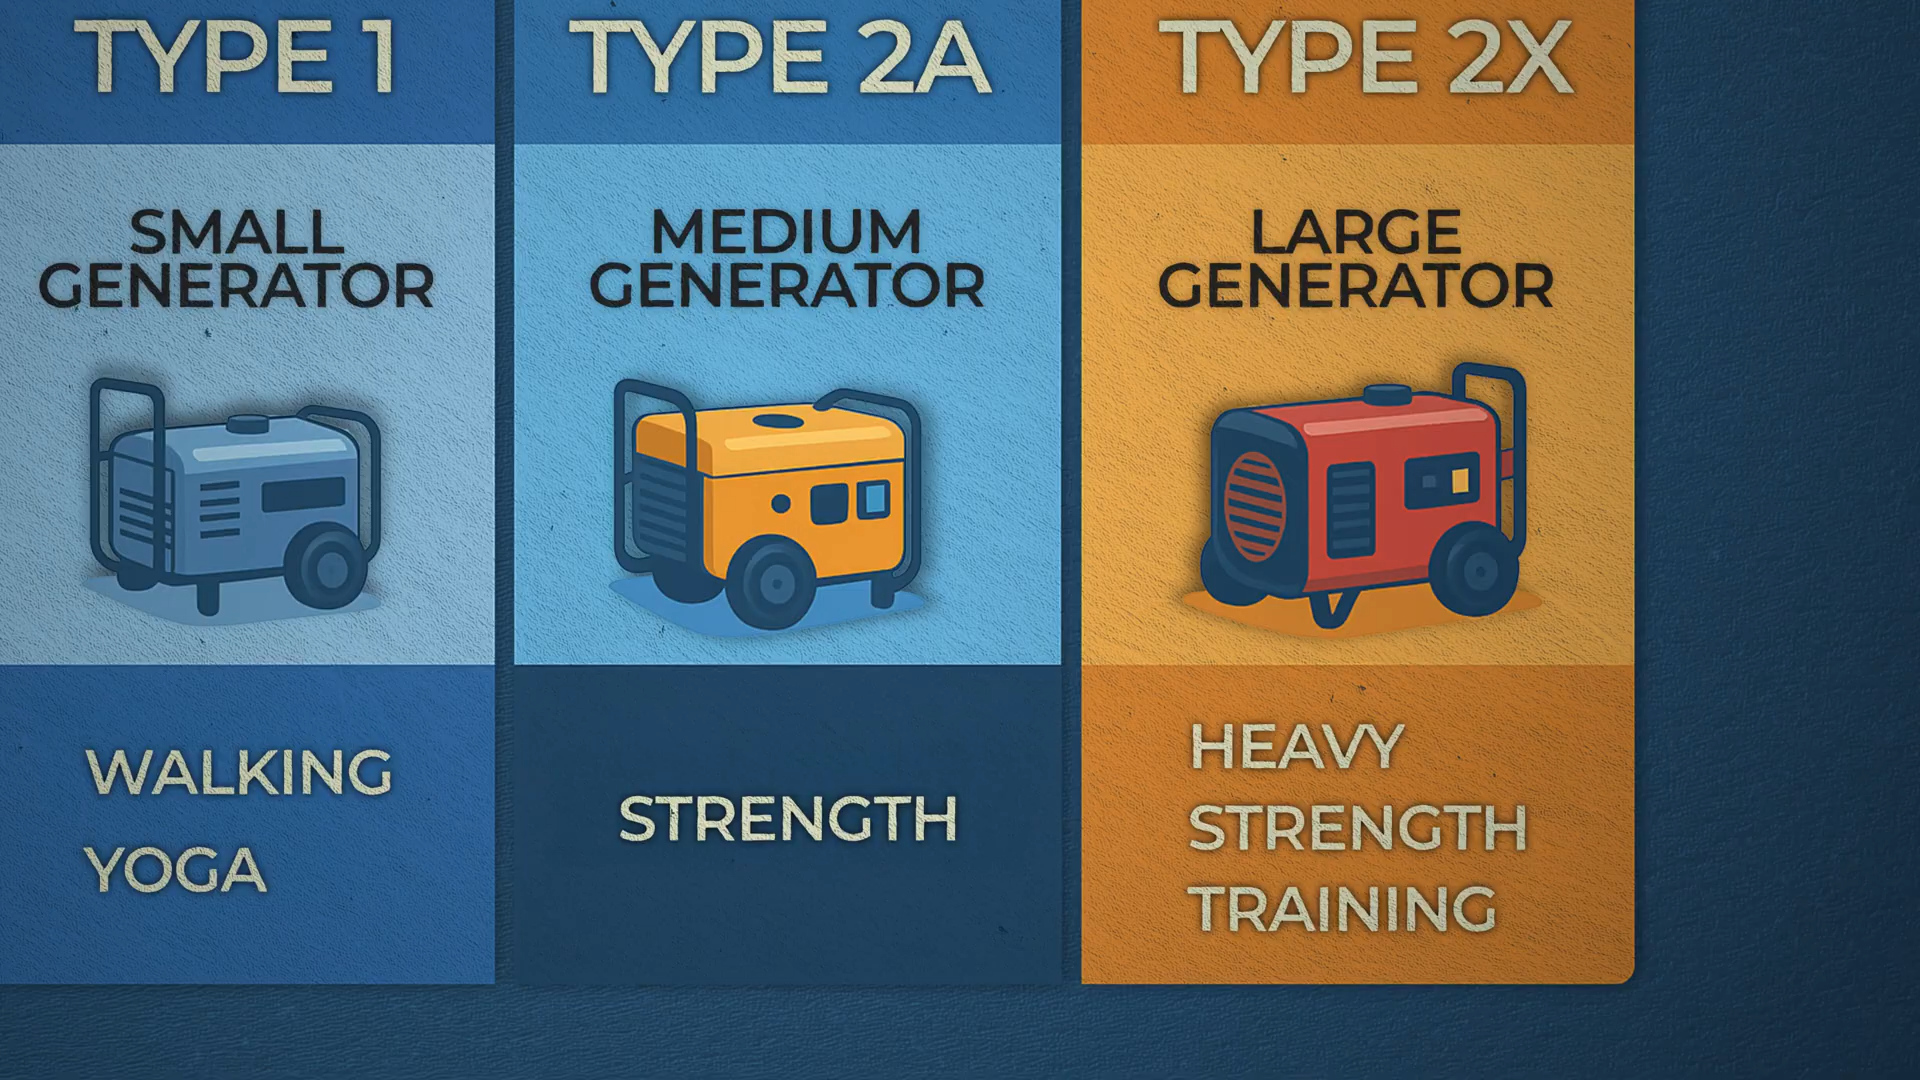 TYPE 1
SMALL
GENERATOR
WALKING
YOGA
TYPE 2A
MEDIUM
GENERATOR
STRENGTH
TYPE 2X
LARGE
GENERATOR
HEAVY
STRENGTH
TRAINING